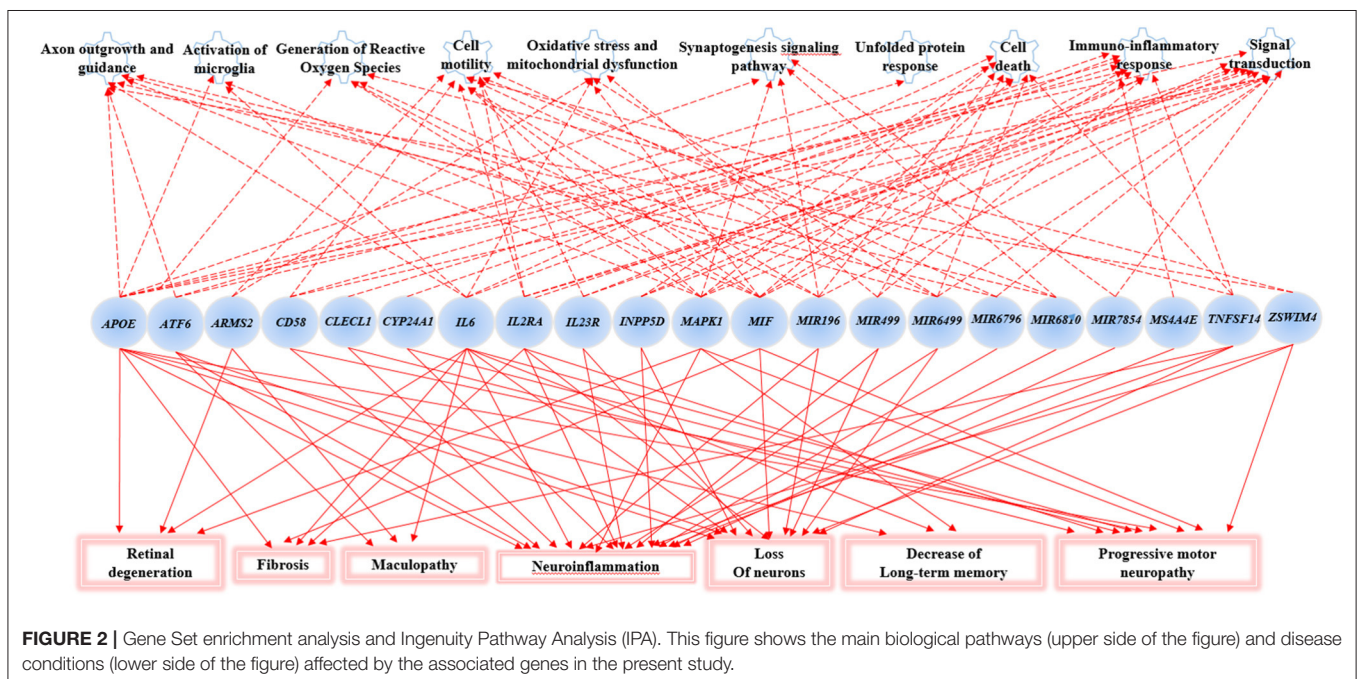 Axon outgrowth and
guidance
Activation of
microglia
Generation of Reactive
Oxygen Species
Cell
motility
Oxidative stress and
mitochondrial dysfunction
Synaptogenesis signaling
pathway
Unfolded protein
response
Cell
death
Immuno-inflammatory
response
Signal
transduction
APOE
ATF6
ARMS2
CD58
CLECL1
CYP24A1
IL6
IL2RA
IL23R
INPP5D
MAPK1
MIF
MIR196
MIR499
MIR6499
MIR6796
MIR6810
MIR7854
MS4A4E
TNFSF14
ZSWIM4
Retinal
degeneration
Fibrosis
Maculopathy
Neuroinflammation
Loss
Of neurons
Decrease of
Long-term memory
Progressive motor
neuropathy
FIGURE 2 | Gene Set enrichment analysis and Ingenuity Pathway Analysis (IPA). This figure shows the main biological pathways (upper side of the figure) and disease
conditions (lower side of the figure) affected by the associated genes in the present study.